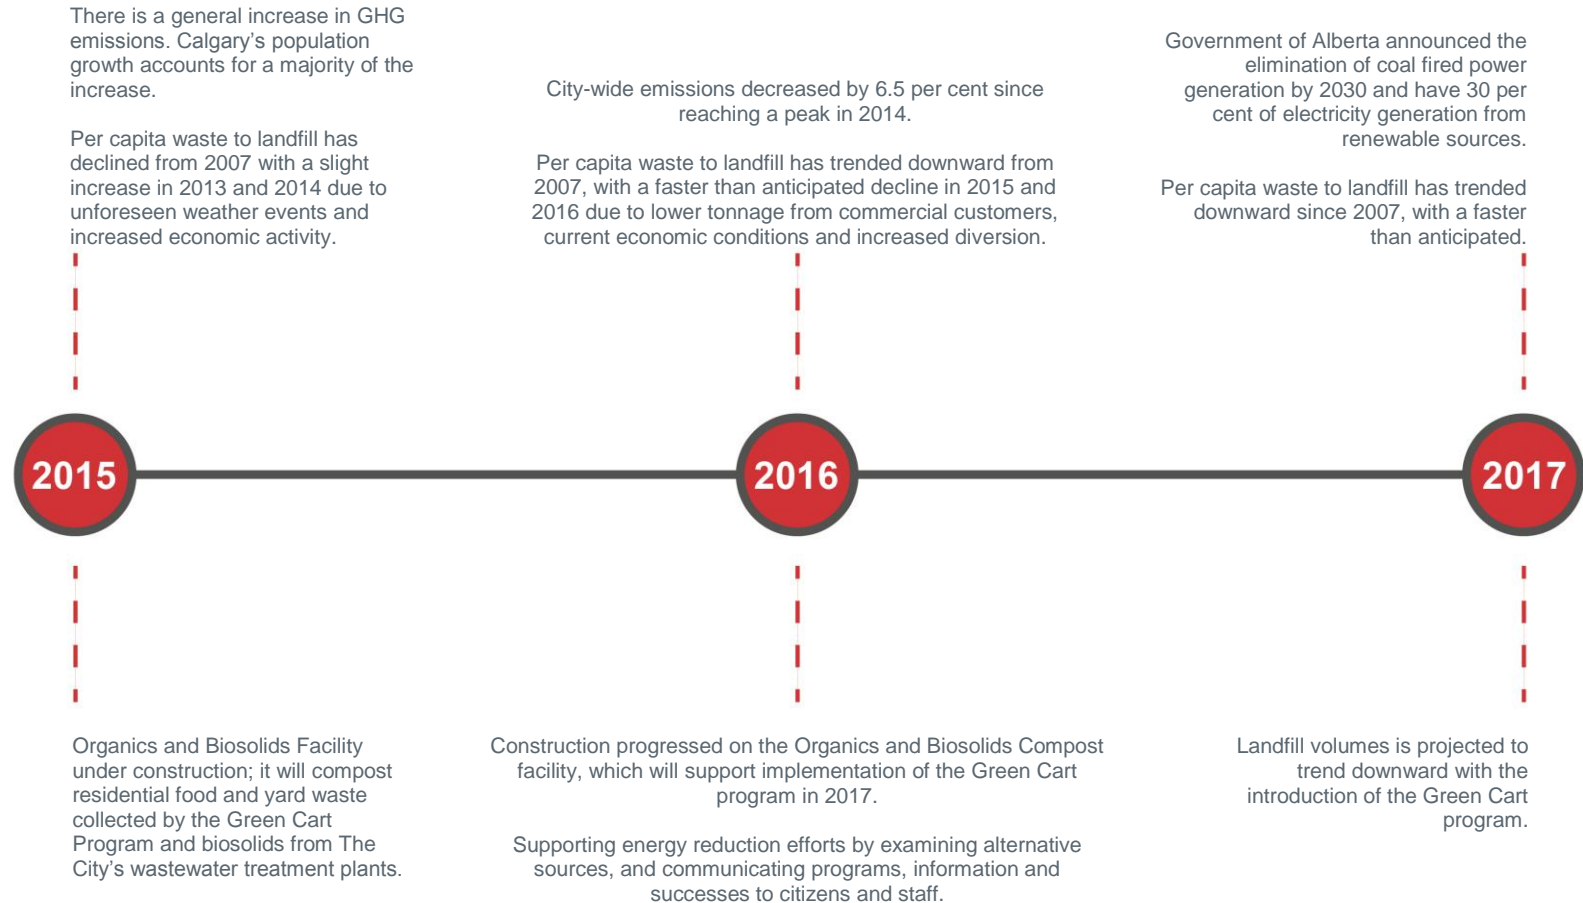 There is a general increase in GHG
emissions. Calgary’s population
growth accounts for a majority of the
increase.
Per capita waste to landfill has
declined from 2007 with a slight
increase in 2013 and 2014 due to
unforeseen weather events and
increased economic activity.
City-wide emissions decreased by 6.5 per cent since
reaching a peak in 2014.
Per capita waste to landfill has trended downward from
2007, with a faster than anticipated decline in 2015 and
2016 due to lower tonnage from commercial customers,
current economic conditions and increased diversion.
Government of Alberta announced the
elimination of coal fired power
generation by 2030 and have 30 per
cent of electricity generation from
renewable sources.
Per capita waste to landfill has trended
downward since 2007, with a faster
than anticipated.
2015
2016
2017
Organics and Biosolids Facility
under construction; it will compost
residential food and yard waste
collected by the Green Cart
Program and biosolids from The
City’s wastewater treatment plants.
Construction progressed on the Organics and Biosolids Compost
facility, which will support implementation of the Green Cart
program in 2017.
Supporting energy reduction efforts by examining alternative
sources, and communicating programs, information and
successes to citizens and staff.
Landfill volumes is projected to
trend downward with the
introduction of the Green Cart
program.